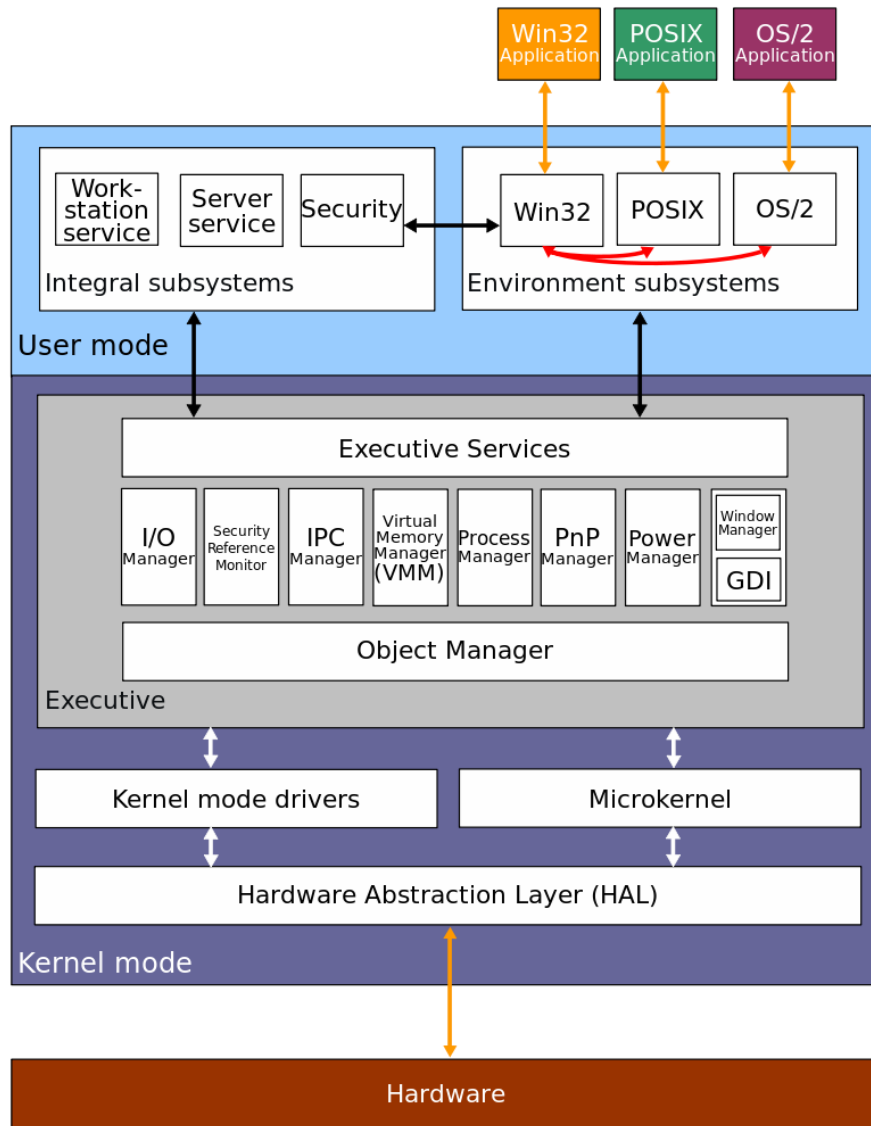 Win32
Application
POSIX
Application
OS/2
Application
Work-
station
service
Server
service
Security
Integral subsystems
Win32
POSIX
OS/2
Environment subsystems
User mode
Executive Services
I/O
Manager
Security
Reference
Monitor
IPC
Manager
Virtual
Memory
Manager
(VMM)
Process
Manager
PnP
Manager
Power
Manager
Window
Manager
GDI
Object Manager
Executive
Kernel mode drivers
Microkernel
Hardware Abstraction Layer (HAL)
Kernel mode
Hardware